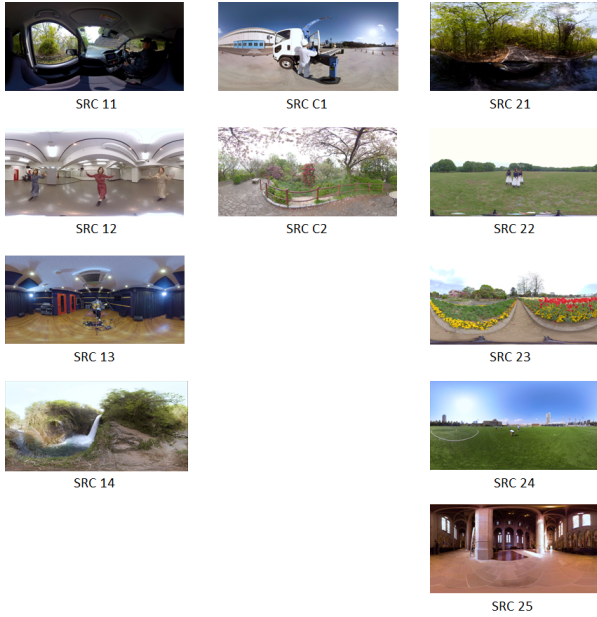 SRC 11
SRC C1
SRC 21
SRC 12
SRC C2
SRC 22
SRC 13
SRC 23
SRC 14
SRC 24
SRC 25